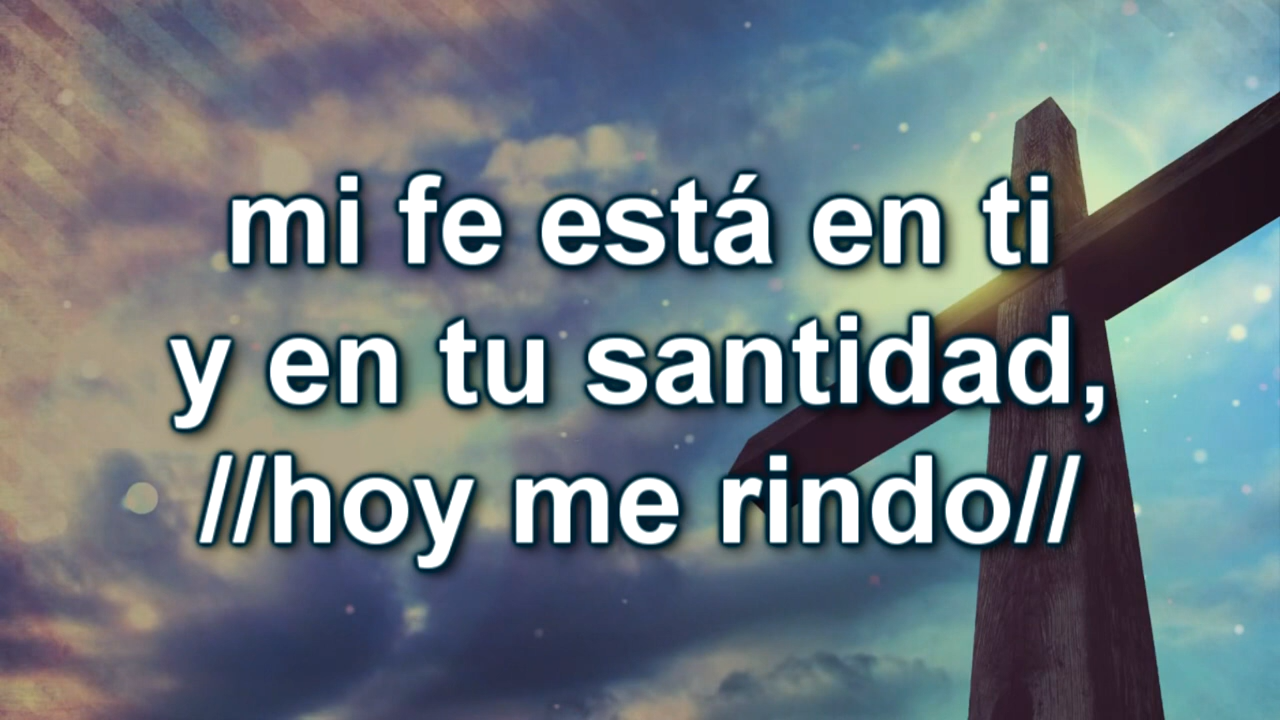 mi fe está en ti
y en tu santidad,
//hoy me rindo//